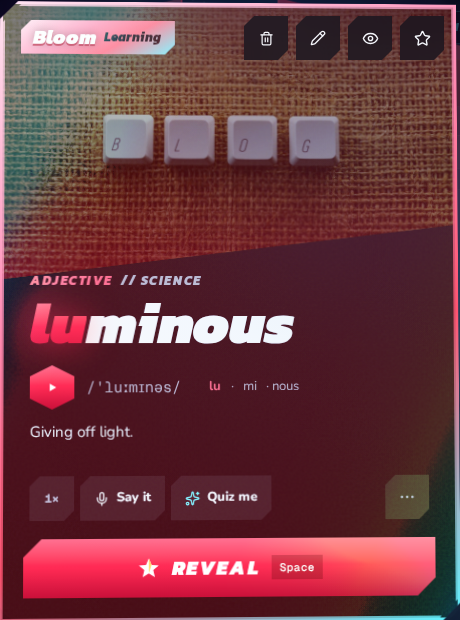 Bloom Learning
B L O G
ADJECTIVE // SCIENCE
luminous
/ˈluːmɪnəs/ lu · mi · nous
Giving off light.
1× Say it Quiz me ...
REVEAL Space